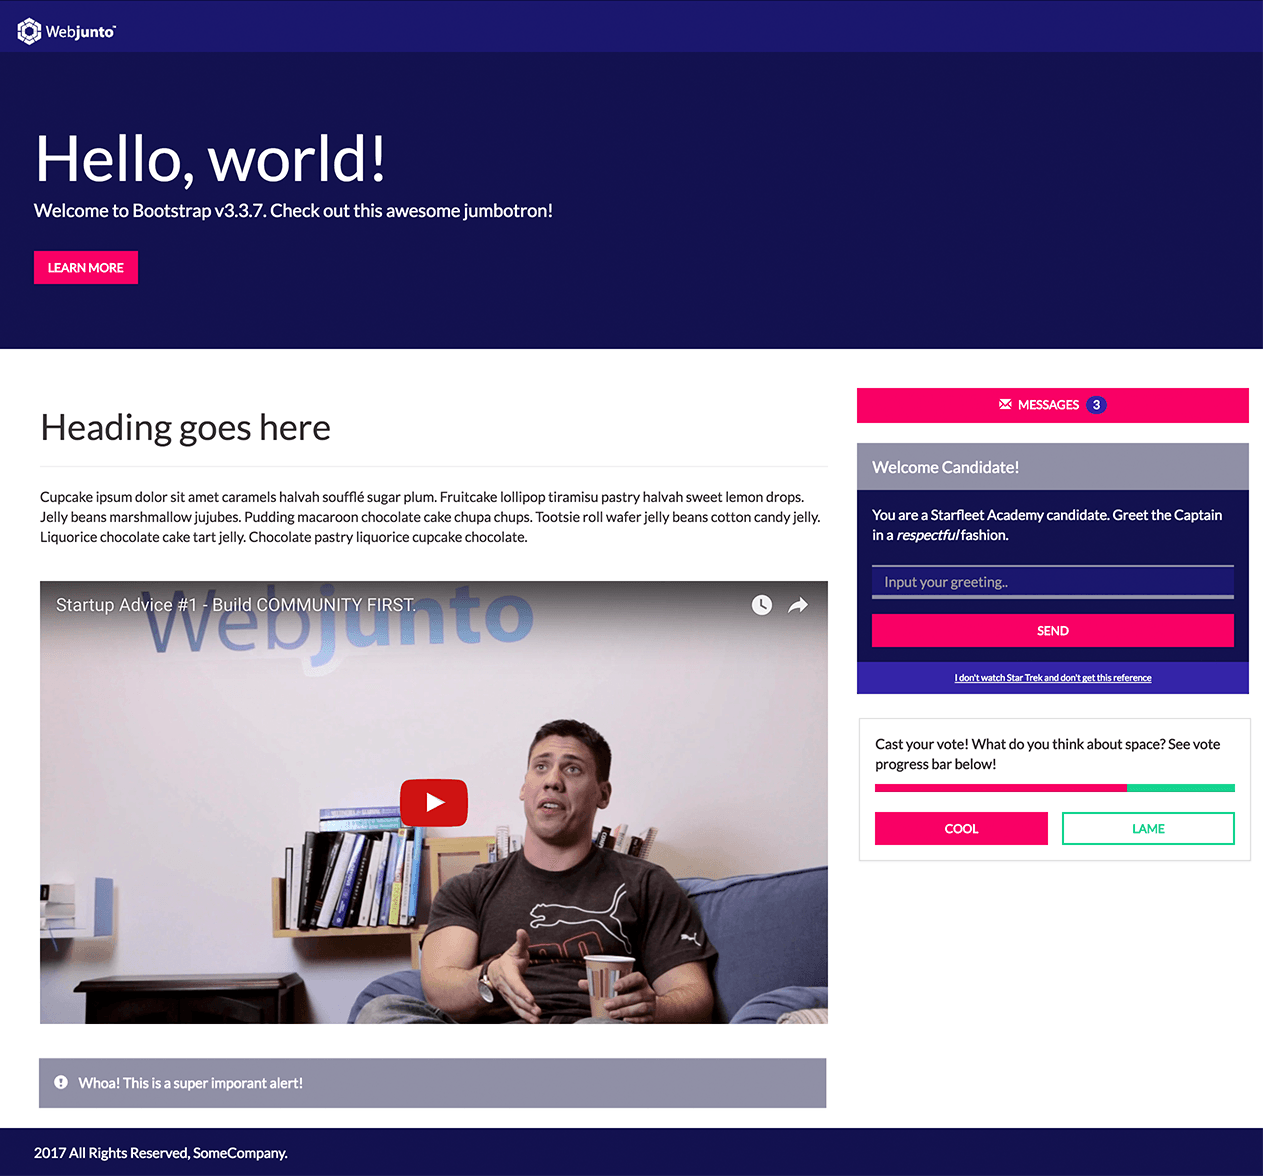 Webjunto™
Hello, world!
Welcome to Bootstrap v3.3.7. Check out this awesome jumbotron!
LEARN MORE
Heading goes here
Cupcake ipsum dolor sit amet caramels halvah soufflé sugar plum. Fruitcake lollipop tiramisu pastry halvah sweet lemon drops.
Jelly beans marshmallow jujubes. Pudding macaroon chocolate cake chupa chups. Tootsie roll wafer jelly beans cotton candy jelly.
Liquorice chocolate cake tart jelly. Chocolate pastry liquorice cupcake chocolate.
Startup Advice #1 - Build COMMUNITY FIRST.
Webjunto
Whoa! This is a super imporant alert!
MESSAGES 3
Welcome Candidate!
You are a Starfleet Academy candidate. Greet the Captain
in a respectful fashion.
Input your greeting..
SEND
I don't watch Star Trek and don't get this reference
Cast your vote! What do you think about space? See vote
progress bar below!
COOL
LAME
2017 All Rights Reserved, SomeCompany.